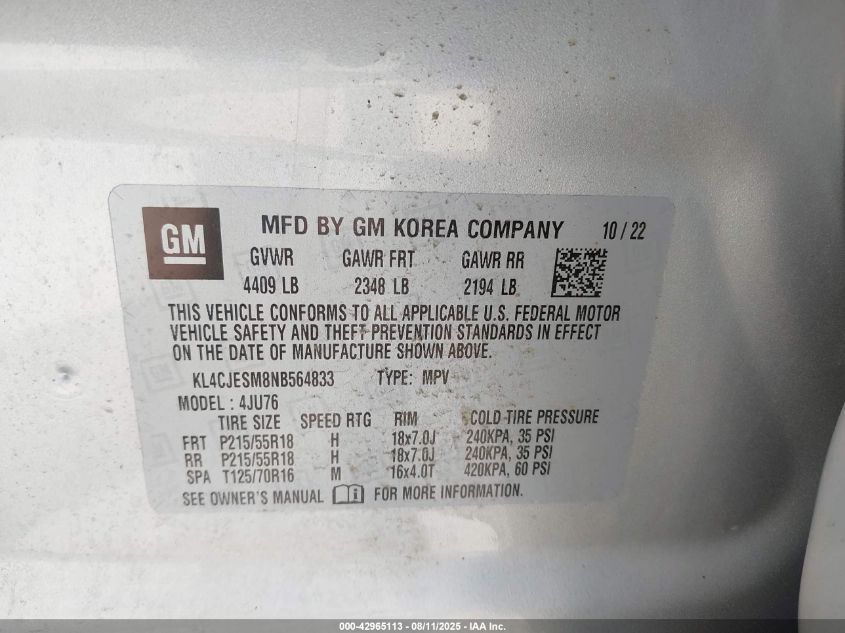 GM MFD BY GM KOREA COMPANY 10 / 22
GVWR GAWR FRT GAWR RR
4409 LB 2348 LB 2194 LB
THIS VEHICLE CONFORMS TO ALL APPLICABLE U.S. FEDERAL MOTOR
VEHICLE SAFETY AND THEFT PREVENTION STANDARDS IN EFFECT
ON THE DATE OF MANUFACTURE SHOWN ABOVE.
KL4CJESM8NB564833 TYPE: MPV
MODEL : 4JU76
TIRE SIZE SPEED RTG RIM COLD TIRE PRESSURE
FRT P215/55R18 H 18x7.0J 240KPA, 35 PSI
RR P215/55R18 H 18x7.0J 240KPA, 35 PSI
SPA T125/70R16 M 16x4.0T 420KPA, 60 PSI
SEE OWNER'S MANUAL FOR MORE INFORMATION.
000-42965113 - 08/11/2025 - IAA Inc.